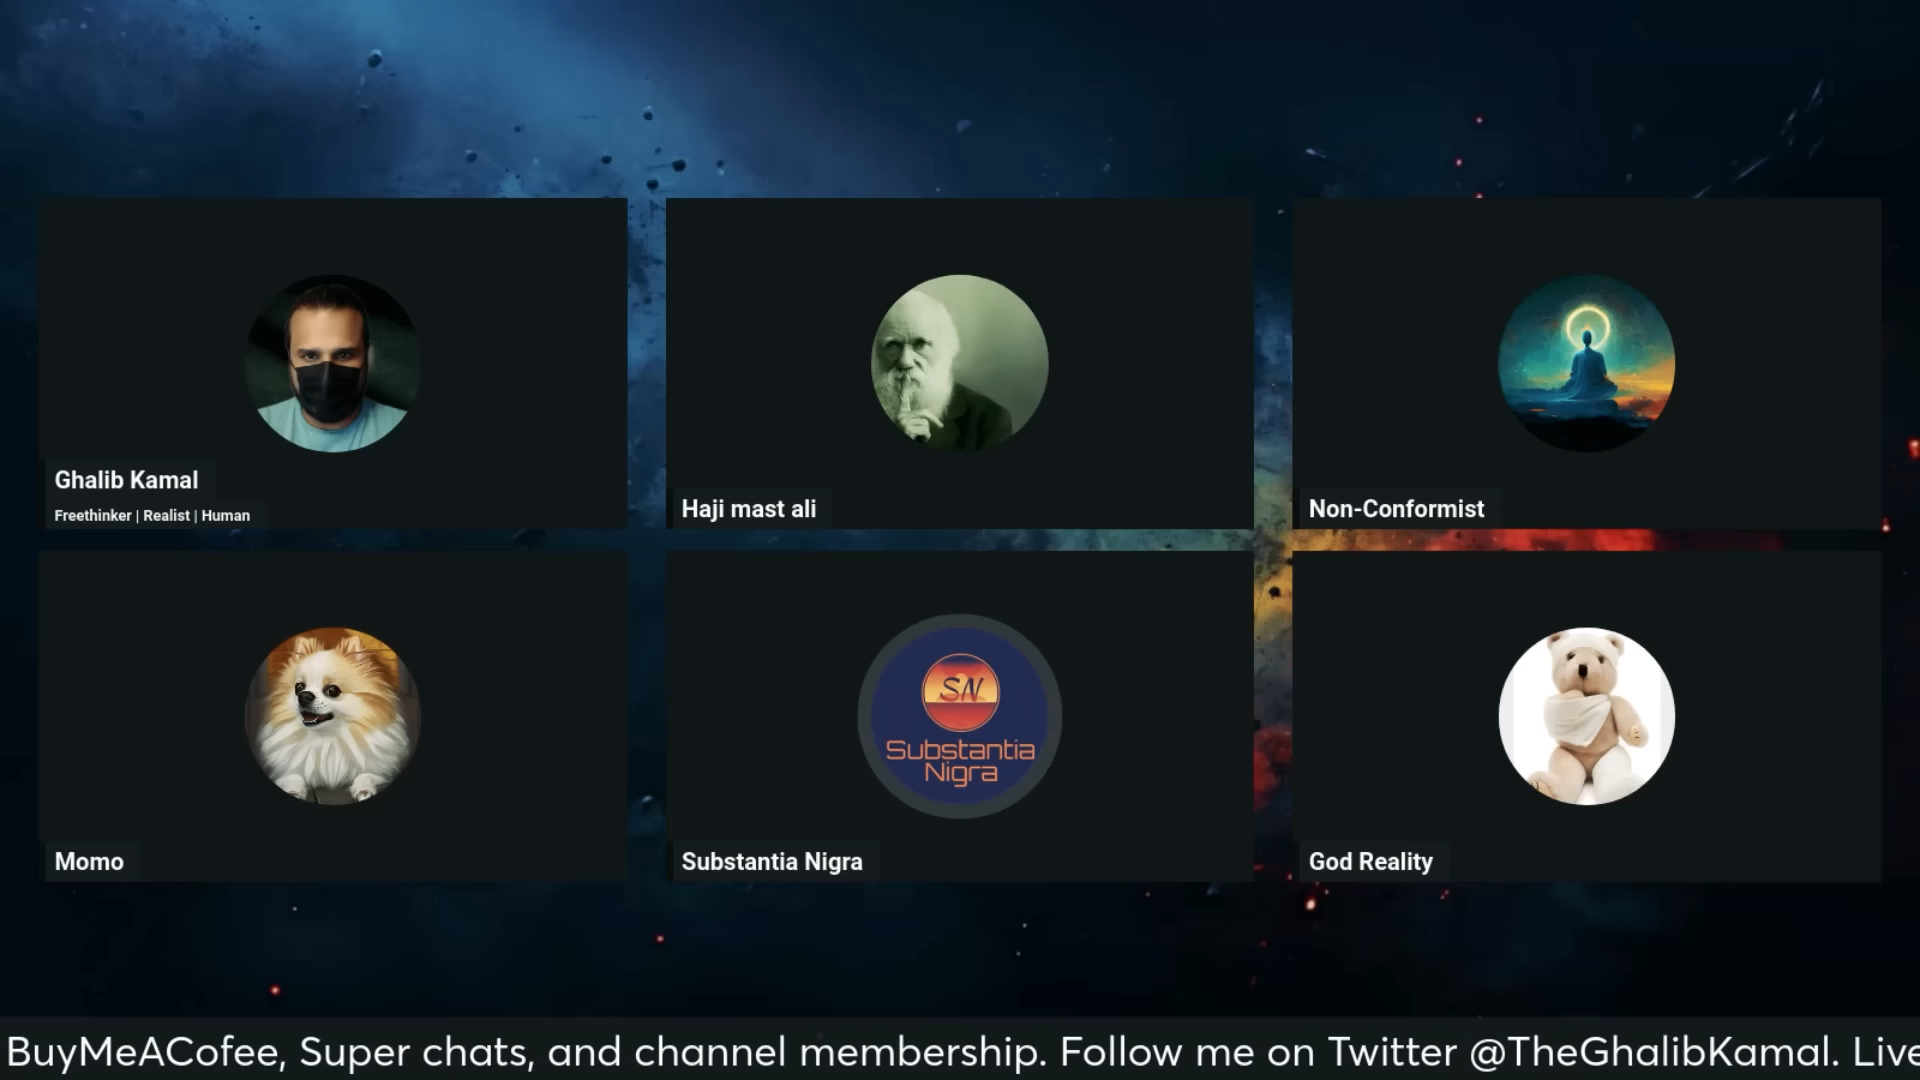 Ghalib Kamal
Freethinker | Realist | Human
Haji mast ali
Non-Conformist
Momo
SN
Substantia
Nigra
Substantia Nigra
God Reality
BuyMeACofee, Super chats, and channel membership. Follow me on Twitter @TheGhalibKamal. Live